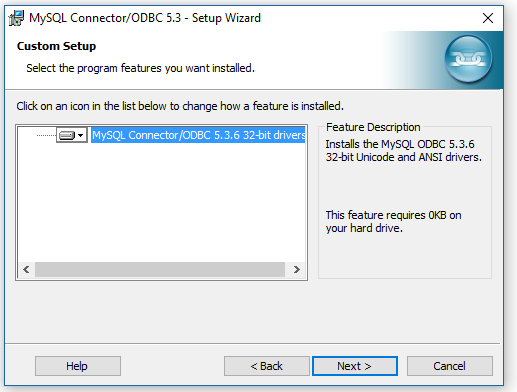 MySQL Connector/ODBC 5.3 - Setup Wizard
Custom Setup
Select the program features you want installed.
Click on an icon in the list below to change how a feature is installed.
MySQL Connector/ODBC 5.3.6 32-bit drivers
Feature Description
Installs the MySQL ODBC 5.3.6
32-bit Unicode and ANSI drivers.
This feature requires 0KB on
your hard drive.
Help
< Back
Next >
Cancel